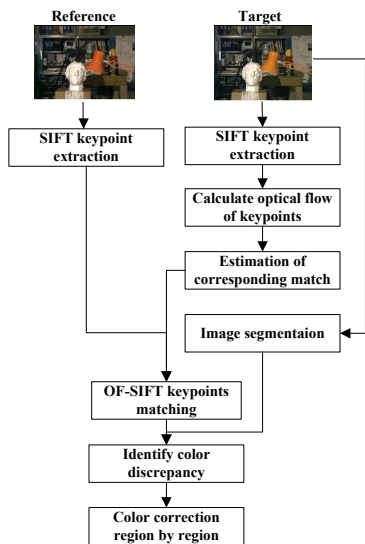 Reference
Target
SIFT keypoint
extraction
SIFT keypoint
extraction
Calculate optical flow
of keypoints
Estimation of
corresponding match
Image segmentaion
OF-SIFT keypoints
matching
Identify color
discrepancy
Color correction
region by region